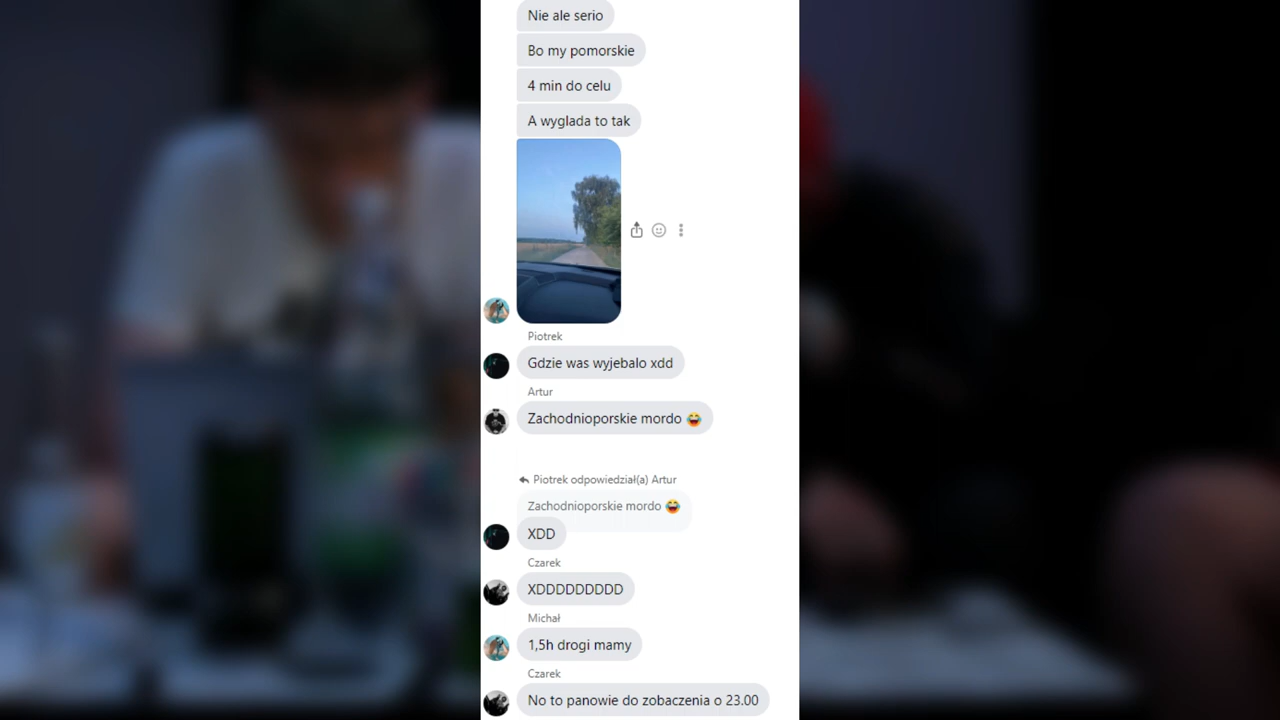 Nie ale serio
Bo my pomorskie
4 min do celu
A wyglada to tak
Piotrek
Gdzie was wyjebalo xdd
Artur
Zachodnioporskie mordo 😂
Piotrek odpowiedział(a) Artur
Zachodnioporskie mordo 😂
XDD
Czarek
XDDDDDDDDD
Michał
1,5h drogi mamy
Czarek
No to panowie do zobaczenia o 23.00